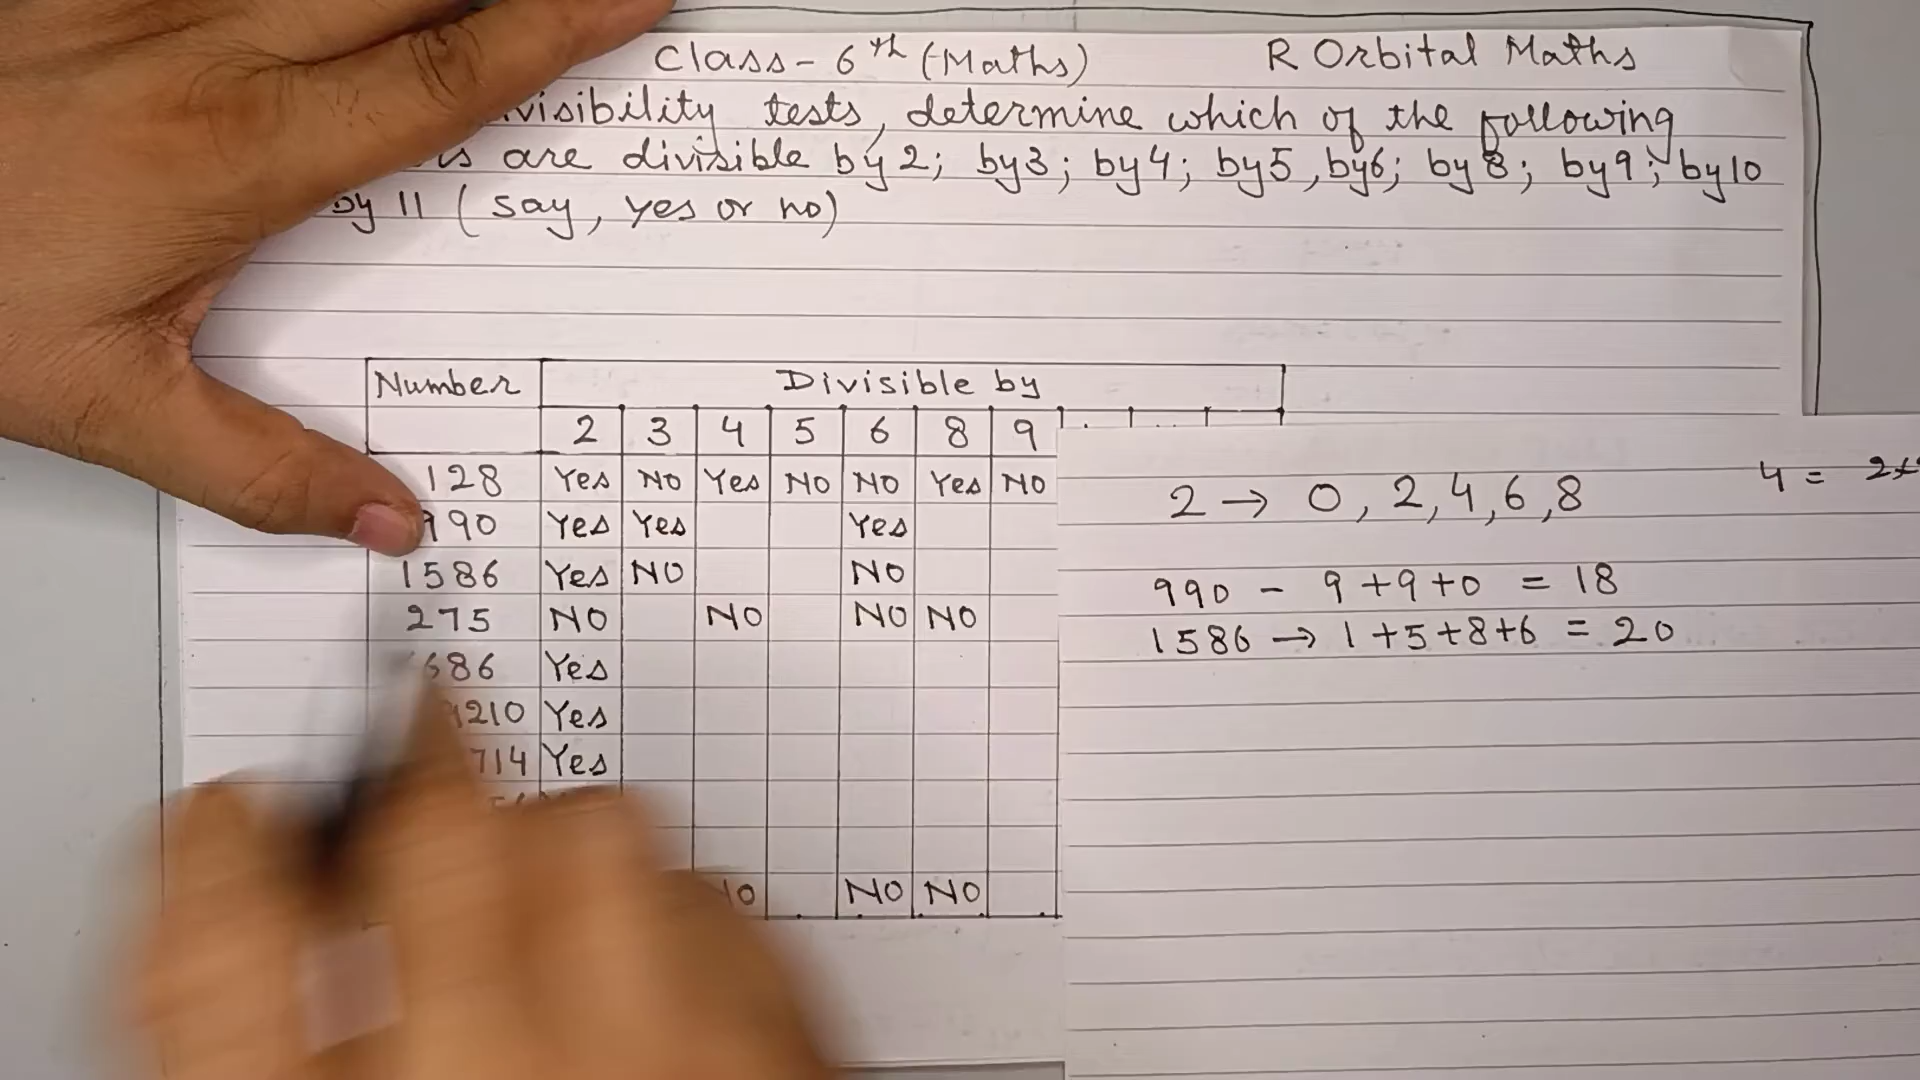 Class - 6th (Maths) R Orbital Maths
tests, determine which of the following
are divisible by 2; by 3; by 4; by 5, by 6; by 8; by 9; by 10
by 11 (say, yes or no)
Number Divisible by
2 3 4 5 6 8 9
128 Yes NO Yes NO NO Yes NO
990 Yes Yes Yes
1586 Yes NO NO
275 NO NO NO NO
686 Yes
210 Yes
714 Yes
NO NO
2 → 0, 2, 4, 6, 8
4 =
990 - 9 + 9 + 0 = 18
1586 → 1 + 5 + 8 + 6 = 20